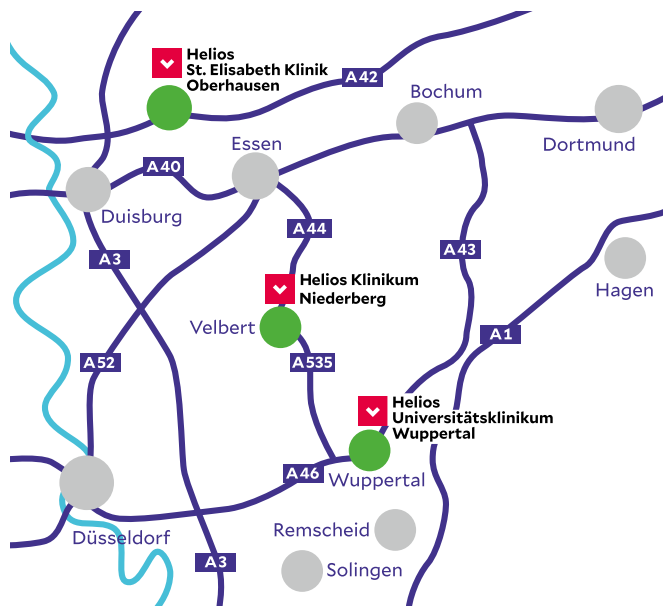 Helios
St. Elisabeth Klinik
Oberhausen
A42
Bochum
Dortmund
Essen
A40
Duisburg
A44
A3
A43
Hagen
Helios Klinikum
Niederberg
Velbert
A1
A52
A535
Helios
Universitätsklinikum
Wuppertal
A46
Wuppertal
Düsseldorf
Remscheid
A3
Solingen